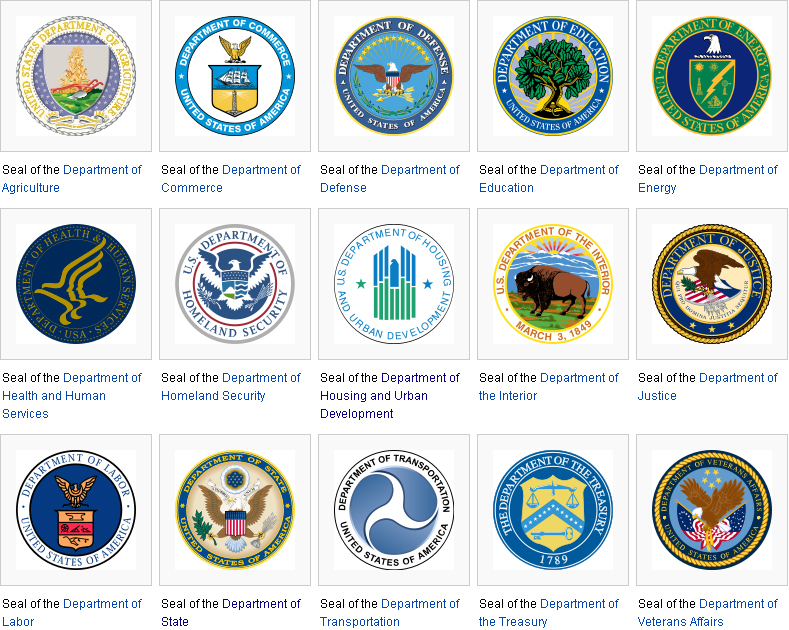 UNITED STATES DEPARTMENT OF AGRICULTURE
DEPARTMENT OF COMMERCE
UNITED STATES OF AMERICA
DEPARTMENT OF DEFENSE
UNITED STATES OF AMERICA
DEPARTMENT OF EDUCATION
UNITED STATES OF AMERICA
DEPARTMENT OF ENERGY
UNITED STATES OF AMERICA
Seal of the Department of
Agriculture
Seal of the Department of
Commerce
Seal of the Department of
Defense
Seal of the Department of
Education
Seal of the Department of
Energy
DEPARTMENT OF HEALTH & HUMAN SERVICES · USA
U.S. DEPARTMENT OF
HOMELAND SECURITY
U.S. DEPARTMENT OF HOUSING
AND URBAN DEVELOPMENT
U.S. DEPARTMENT OF THE INTERIOR
MARCH 3, 1849
DEPARTMENT OF JUSTICE
QUI PRO DOMINA JUSTITIA SEQUITUR
Seal of the Department of
Health and Human
Services
Seal of the Department of
Homeland Security
Seal of the Department of
Housing and Urban
Development
Seal of the Department of
the Interior
Seal of the Department of
Justice
DEPARTMENT OF LABOR
UNITED STATES OF AMERICA
DEPARTMENT OF STATE
UNITED STATES OF AMERICA
DEPARTMENT OF TRANSPORTATION
UNITED STATES OF AMERICA
THE DEPARTMENT OF THE TREASURY
1789
DEPARTMENT OF VETERANS AFFAIRS
UNITED STATES OF AMERICA
Seal of the Department of
Labor
Seal of the Department of
State
Seal of the Department of
Transportation
Seal of the Department of
the Treasury
Seal of the Department of
Veterans Affairs